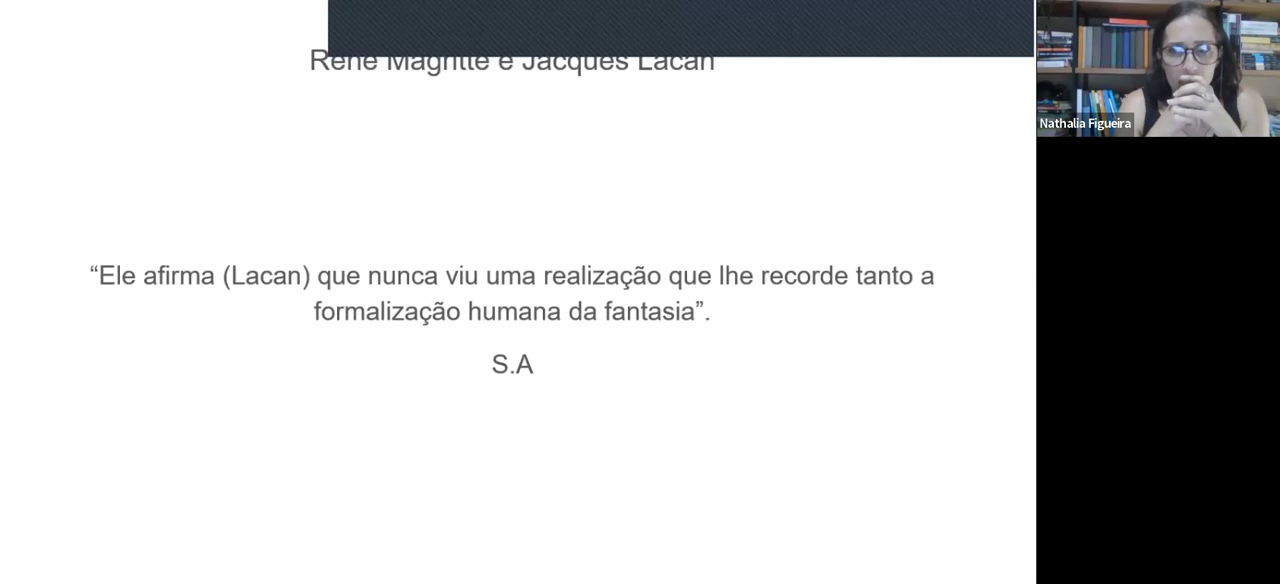 René Magritte e Jacques Lacan
“Ele afirma (Lacan) que nunca viu uma realização que lhe recorde tanto a
formalização humana da fantasia”.
S.A
Nathalia Figueira